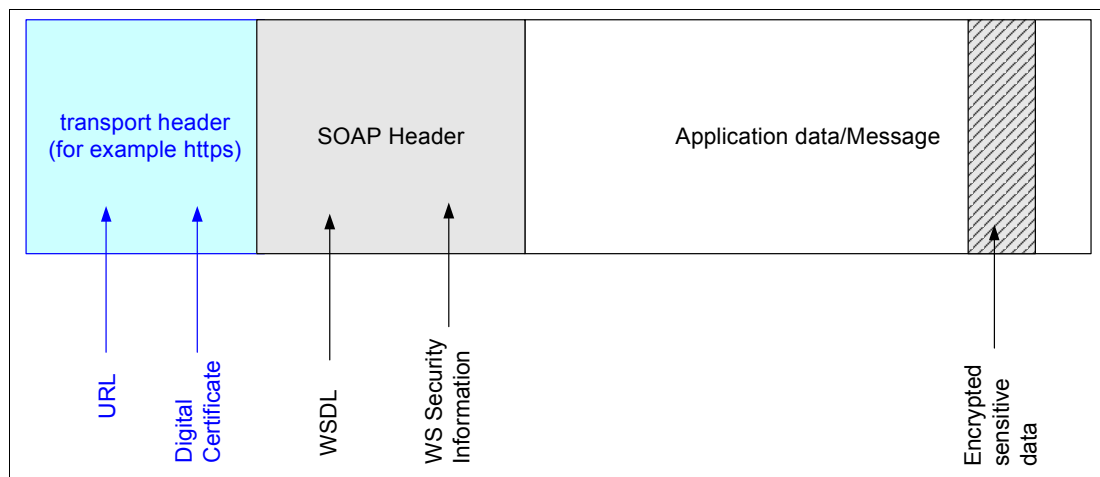 transport header
(for example https)
SOAP Header
Application data/Message
URL
Digital
Certificate
WSDL
WS Security
Information
Encrypted
sensitive
data